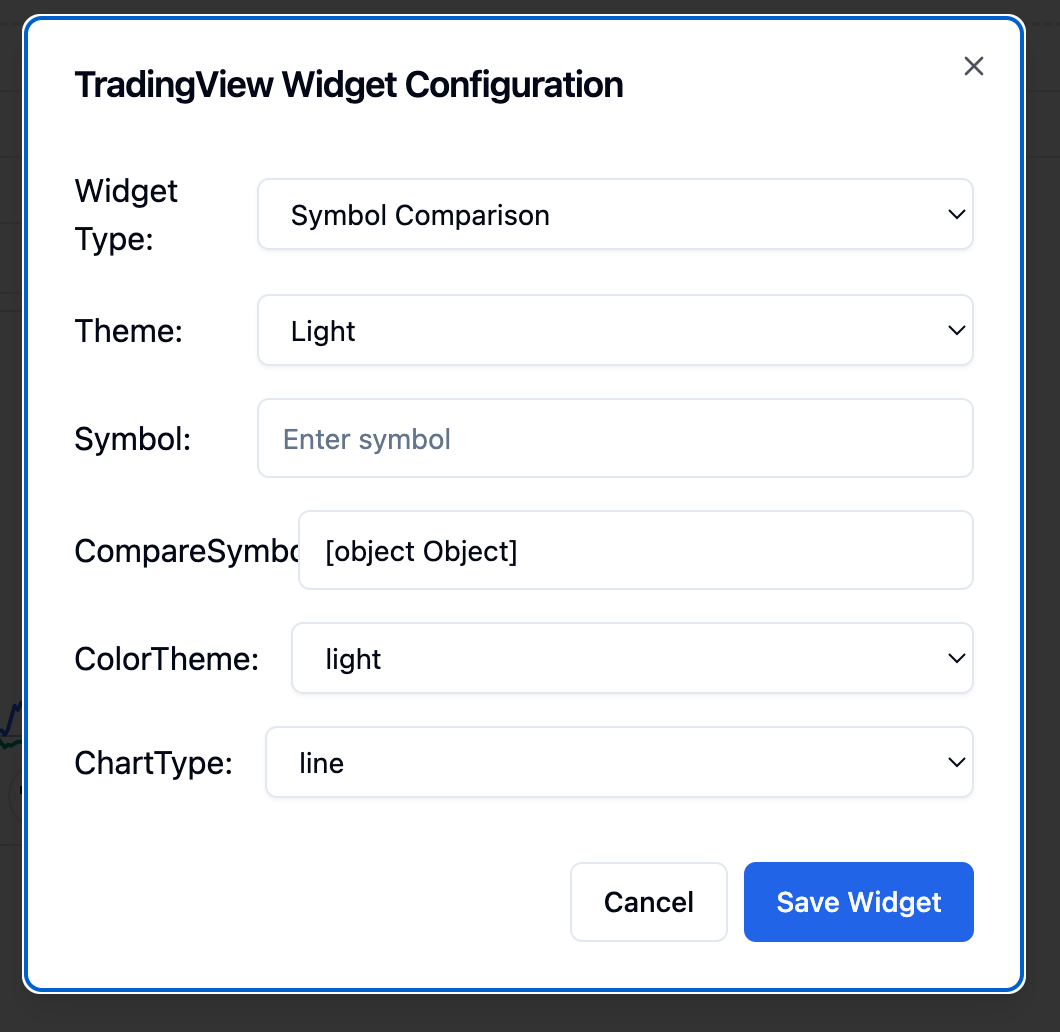 TradingView Widget Configuration
Widget
Type:
Symbol Comparison
Theme:
Light
Symbol:
Enter symbol
CompareSymbo
[object Object]
ColorTheme:
light
ChartType:
line
Cancel
Save Widget